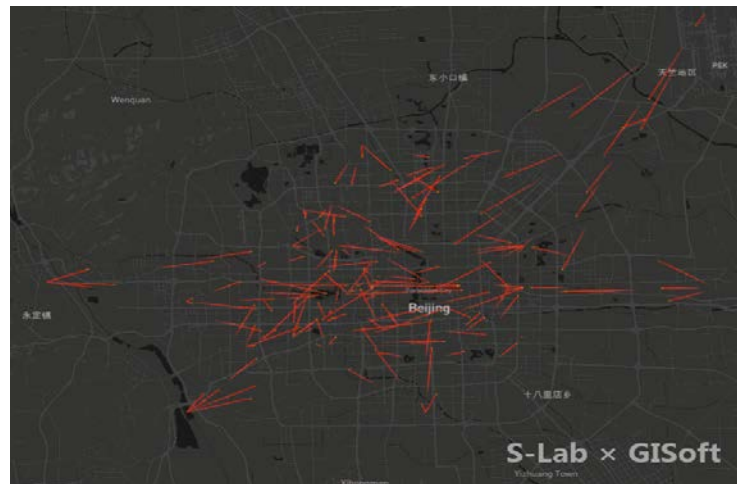 PEK
天竺地区
东小口镇
Wenquan
Beijing
永定镇
十八里店乡
S-Lab × GISoft
Yizhuang Town